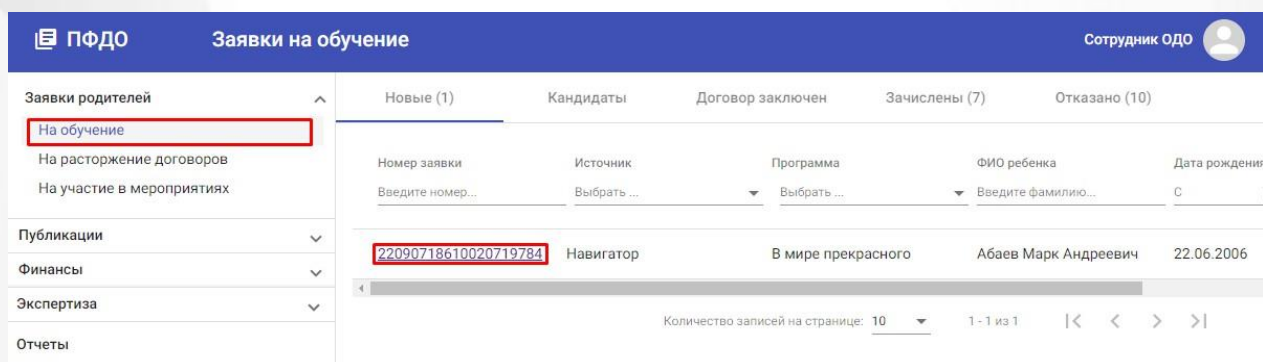 ПФДО Заявки на обучение Сотрудник ОДО
Заявки родителей
На обучение
На расторжение договоров
На участие в мероприятиях
Публикации
Финансы
Экспертиза
Отчеты
Новые (1) Кандидаты Договор заключен Зачислены (7) Отказано (10)
Номер заявки Источник Программа ФИО ребенка Дата рождения
Введите номер... Выбрать ... Выбрать ... Введите фамилию... С
22090718610020719784 Навигатор В мире прекрасного Абаев Марк Андреевич 22.06.2006
Количество записей на странице: 10 1 - 1 из 1